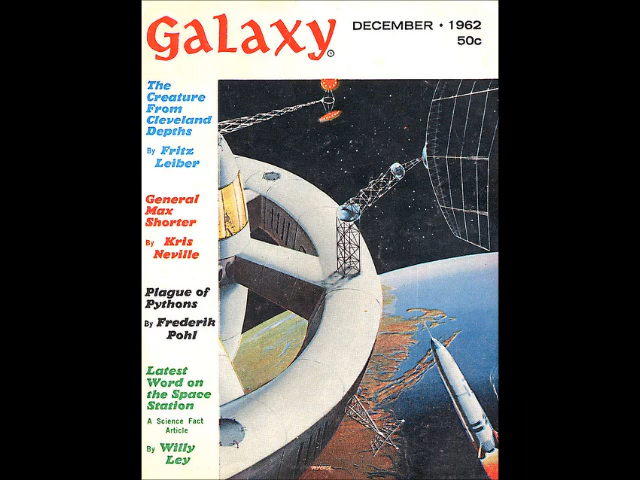 Galaxy
DECEMBER • 1962
50c
The
Creature
From
Cleveland
Depths
By Fritz
Leiber
General
Max
Shorter
By Kris
Neville
Plague of
Pythons
By Frederik
Pohl
Latest
Word on
the Space
Station
A Science Fact
Article
By Willy
Ley